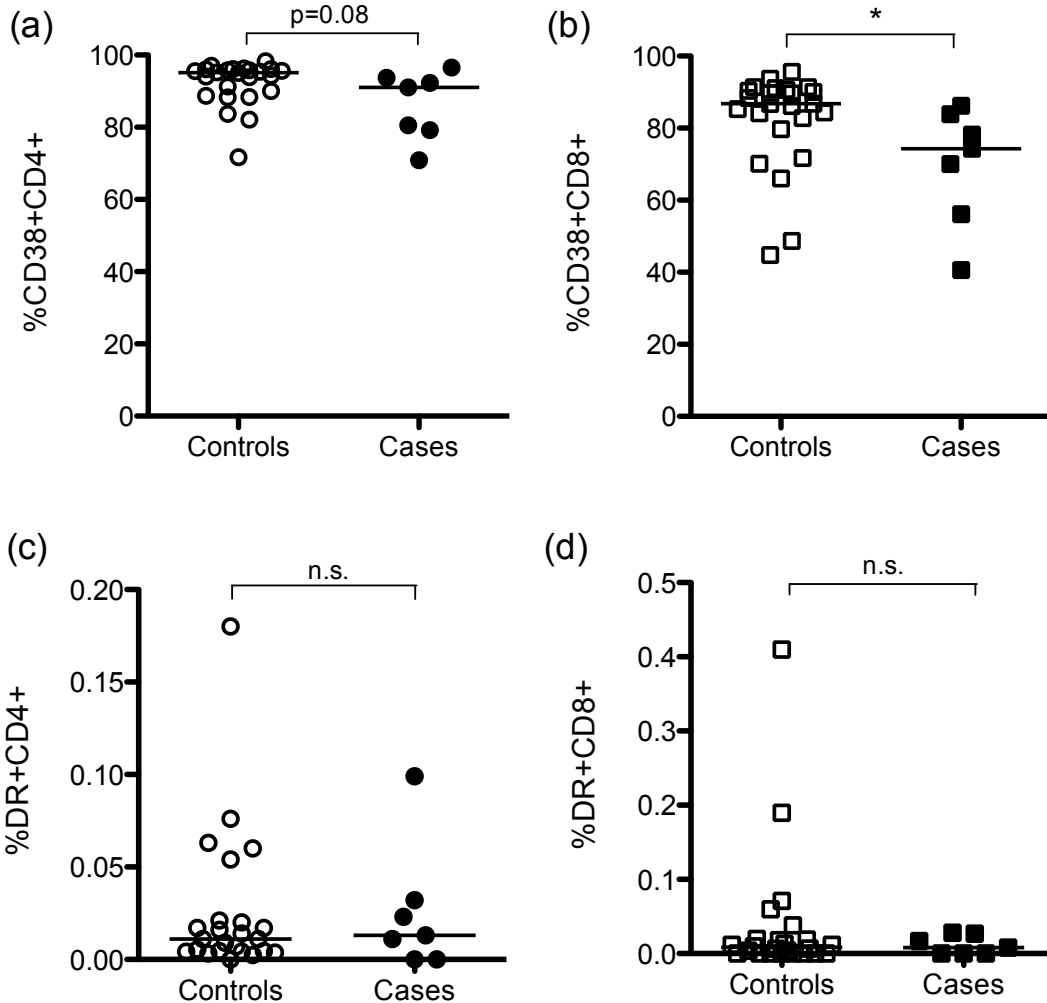 (a)
p=0.08
%CD38+CD4+
100
80
60
40
20
0
Controls
Cases
(b)
*
%CD38+CD8+
100
80
60
40
20
0
Controls
Cases
(c)
n.s.
%DR+CD4+
0.20
0.15
0.10
0.05
0.00
Controls
Cases
(d)
n.s.
%DR+CD8+
0.5
0.4
0.3
0.2
0.1
0.0
Controls
Cases